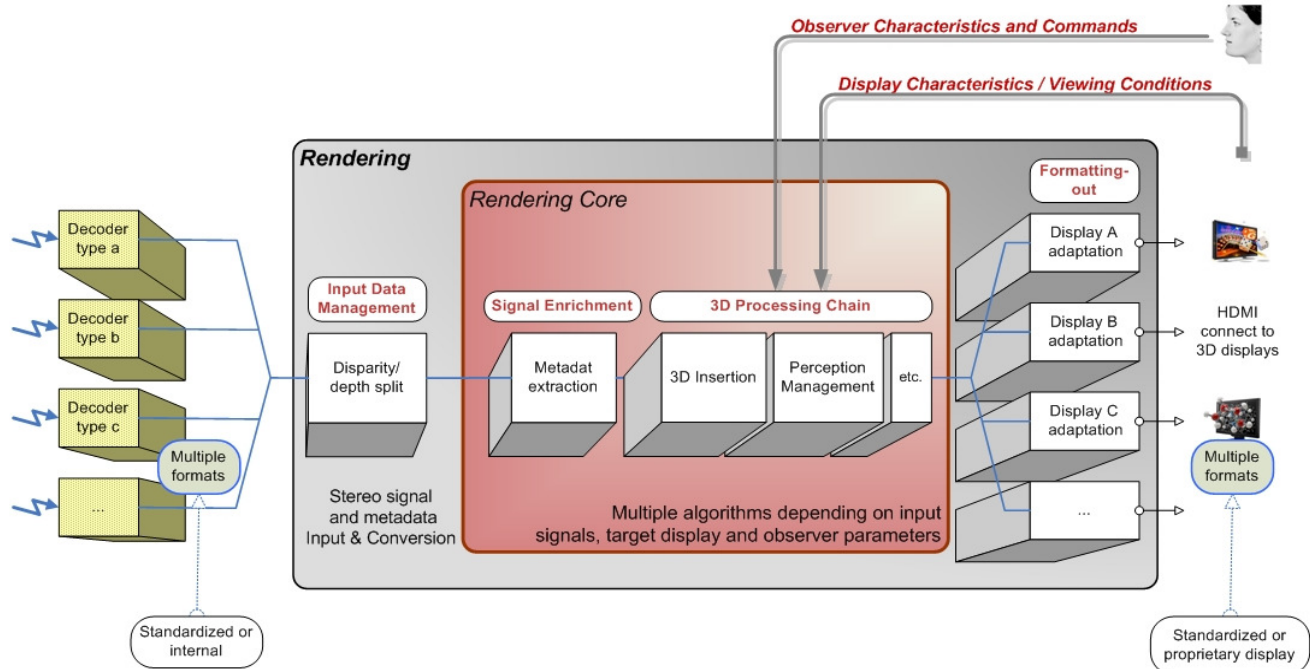 Observer Characteristics and Commands
Display Characteristics / Viewing Conditions
Rendering
Formatting-
out
Rendering Core
Decoder
type a
Display A
adaptation
Input Data
Management
Signal Enrichment
3D Processing Chain
Decoder
type b
Display B
adaptation
HDMI
connect to
3D displays
Disparity/
depth split
Metadat
extraction
3D Insertion
Perception
Management
etc.
Decoder
type c
Display C
adaptation
Multiple
formats
Multiple
formats
...
Stereo signal
and metadata
Input & Conversion
Multiple algorithms depending on input
signals, target display and observer parameters
...
Standardized or
internal
Standardized or
proprietary display